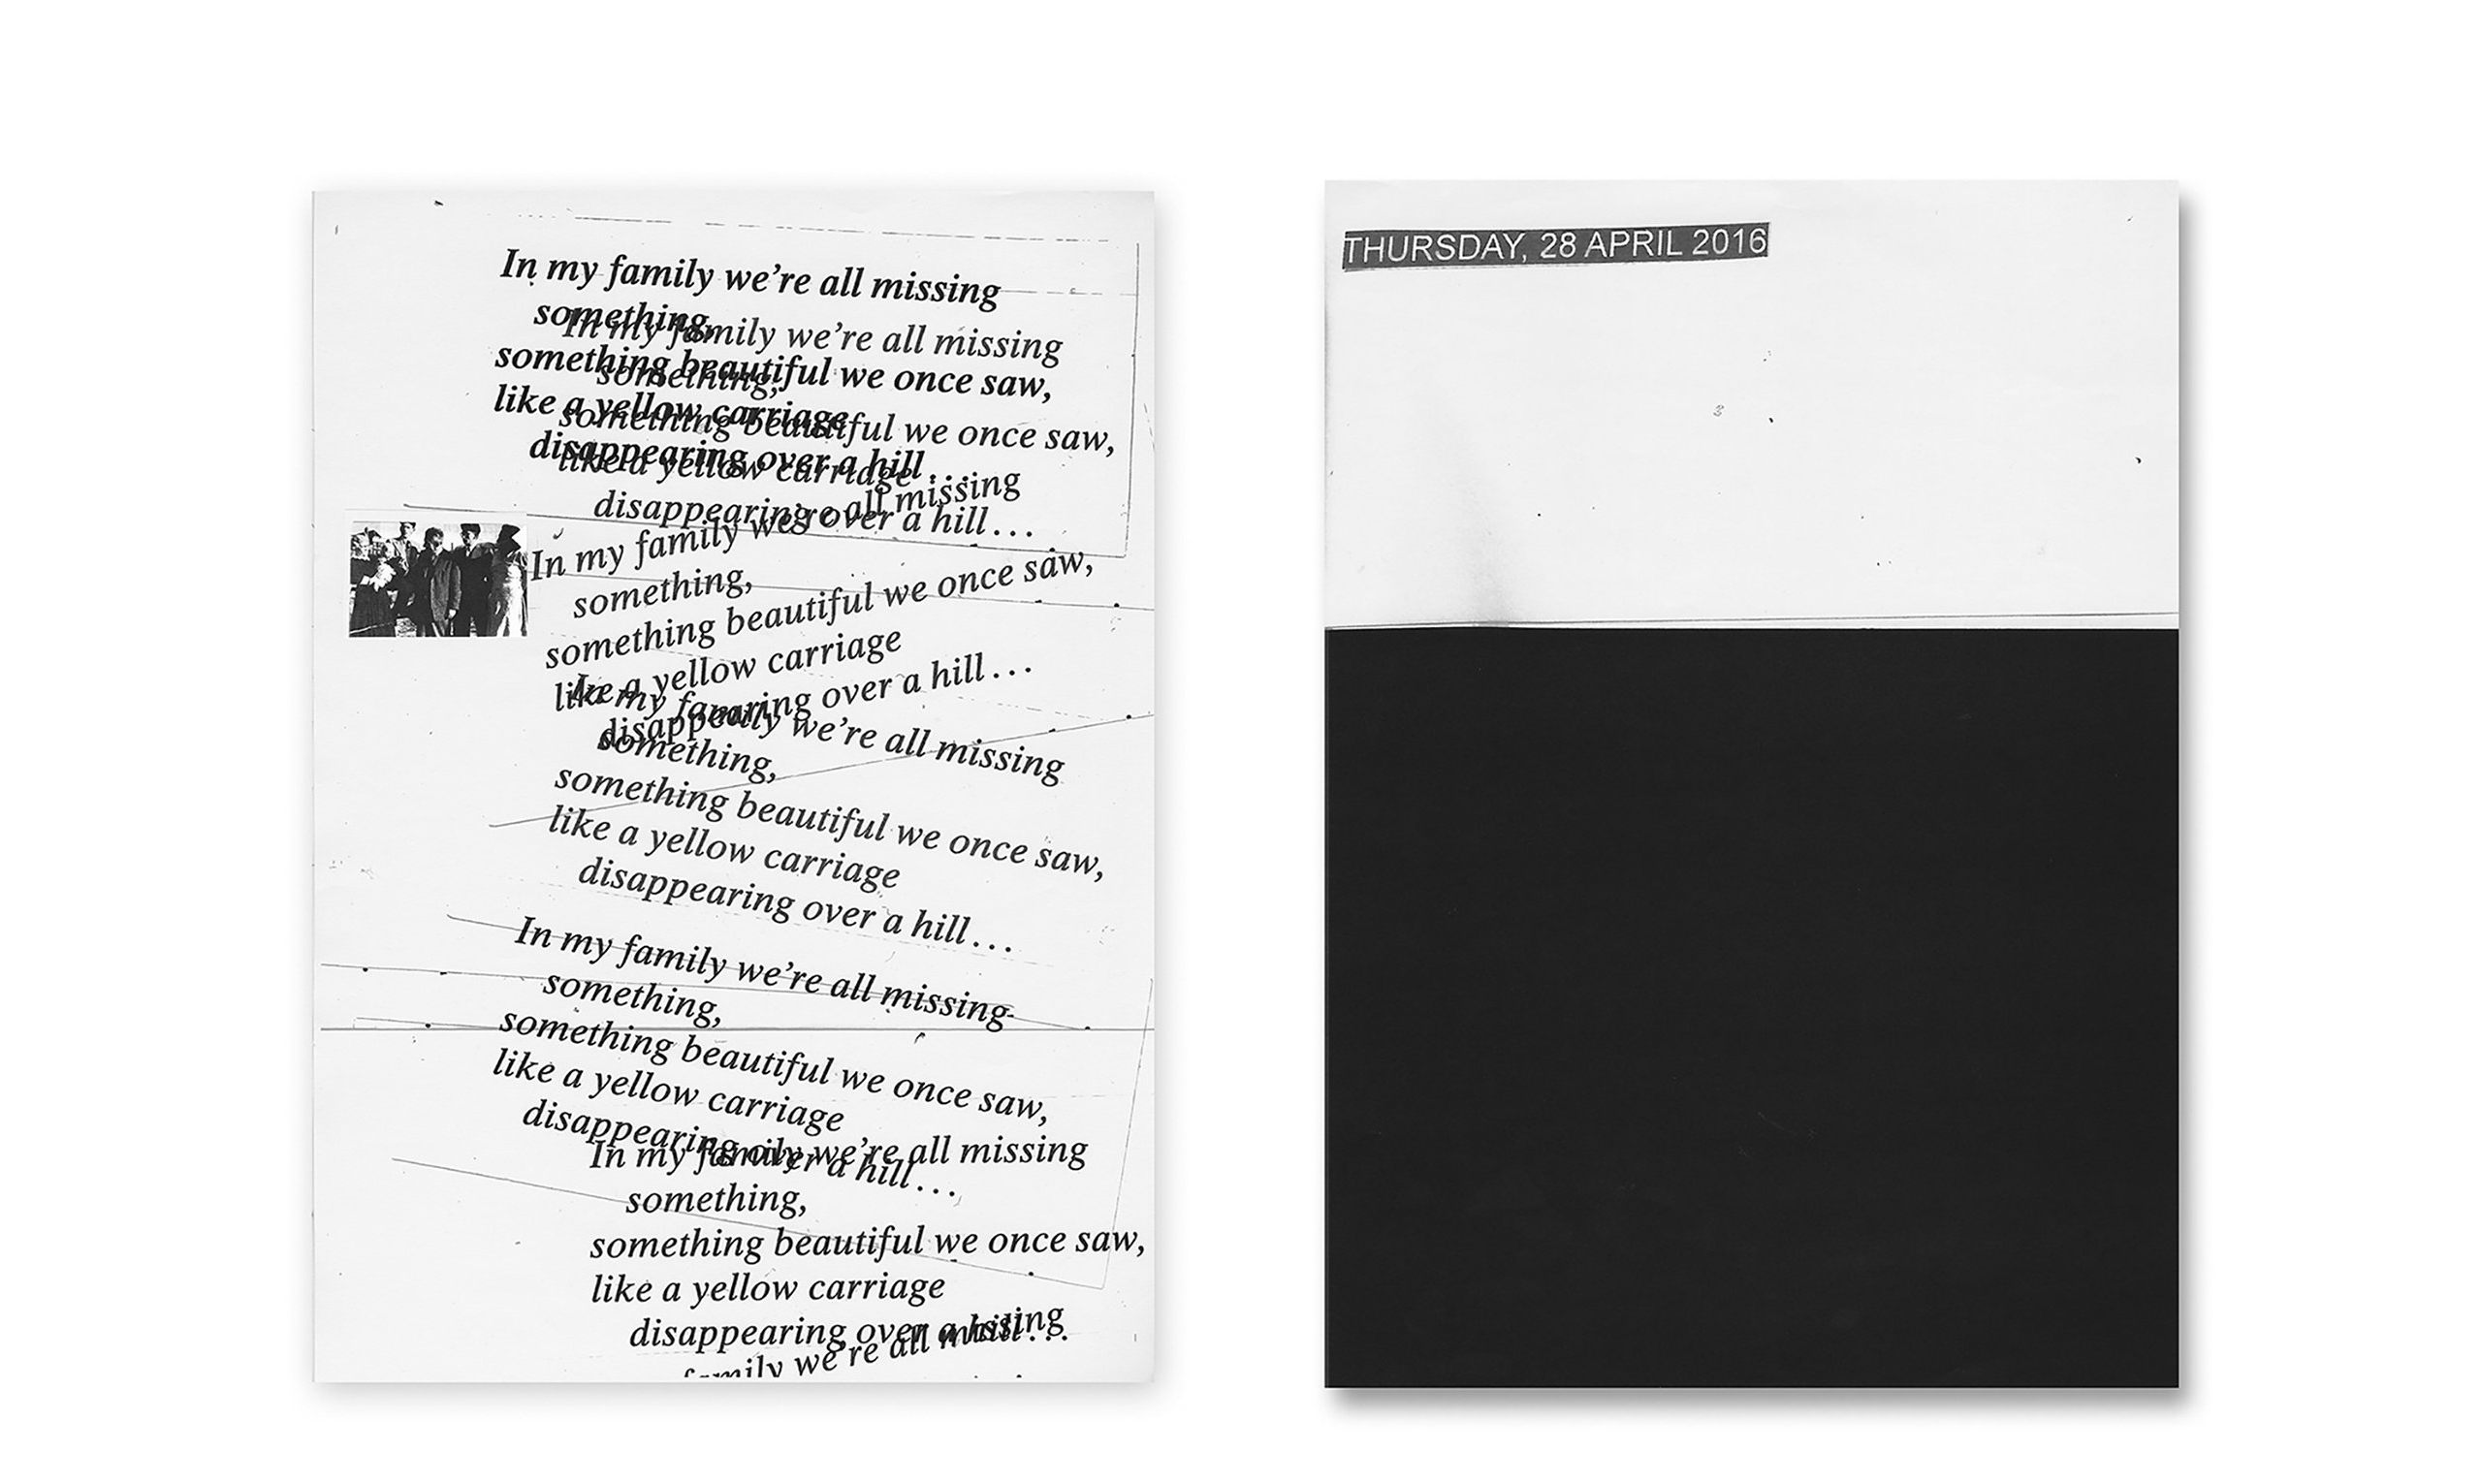 In my family we're all missing
something,
In my family we're all missing
something beautiful we once saw,
something,
like a yellow carriage
something beautiful we once saw,
disappearing over a hill...
like a yellow carriage
disappearing over a hill...
In my family we're all missing
something,
something beautiful we once saw,
like a yellow carriage
disappearing over a hill...
In my family we're all missing
something,
something beautiful we once saw,
like a yellow carriage
disappearing over a hill...
In my family we're all missing
something,
something beautiful we once saw,
like a yellow carriage
disappearing over a hill...
In my family we're all missing
something,
something beautiful we once saw,
like a yellow carriage
disappearing over a hill...
family we're all missing
THURSDAY, 28 APRIL 2016